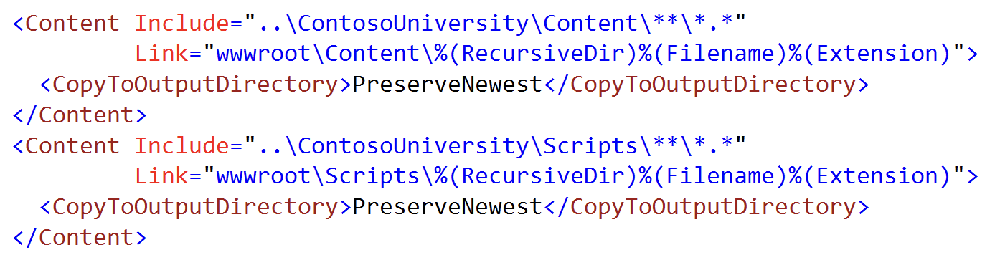 <Content Include="..\ContosoUniversity\Content\**\*.*"
Link="wwwroot\Content\%(RecursiveDir)%(Filename)%(Extension)">
<CopyToOutputDirectory>PreserveNewest</CopyToOutputDirectory>
</Content>
<Content Include="..\ContosoUniversity\Scripts\**\*.*"
Link="wwwroot\Scripts\%(RecursiveDir)%(Filename)%(Extension)">
<CopyToOutputDirectory>PreserveNewest</CopyToOutputDirectory>
</Content>